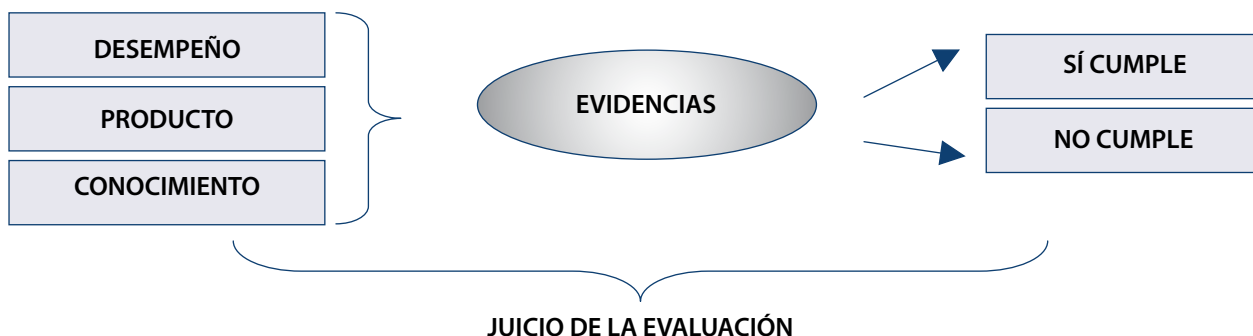 DESEMPEÑO
PRODUCTO
CONOCIMIENTO
EVIDENCIAS
SÍ CUMPLE
NO CUMPLE
JUICIO DE LA EVALUACIÓN